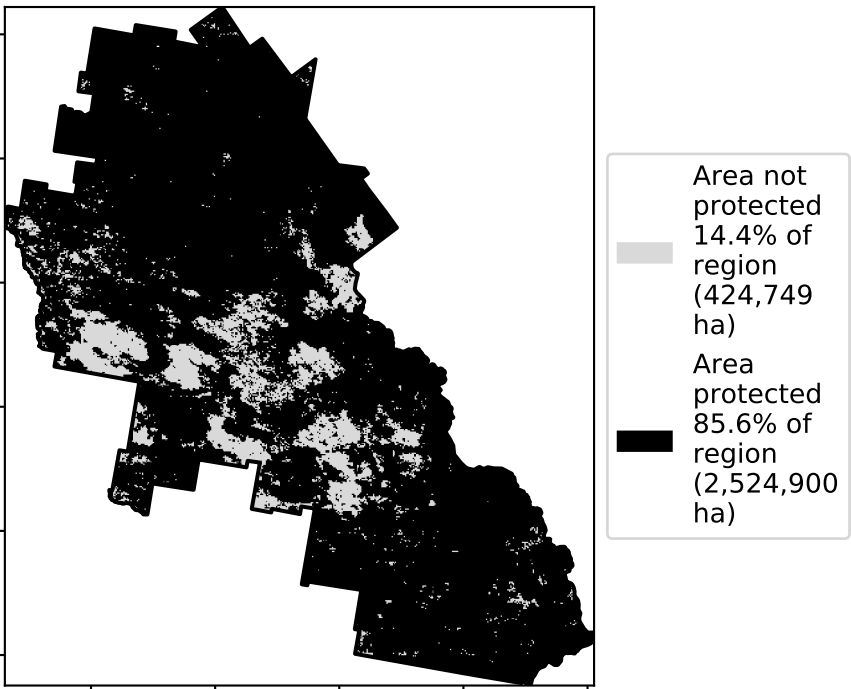 Area not
protected
14.4% of
region
(424,749
ha)
Area
protected
85.6% of
region
(2,524,900
ha)